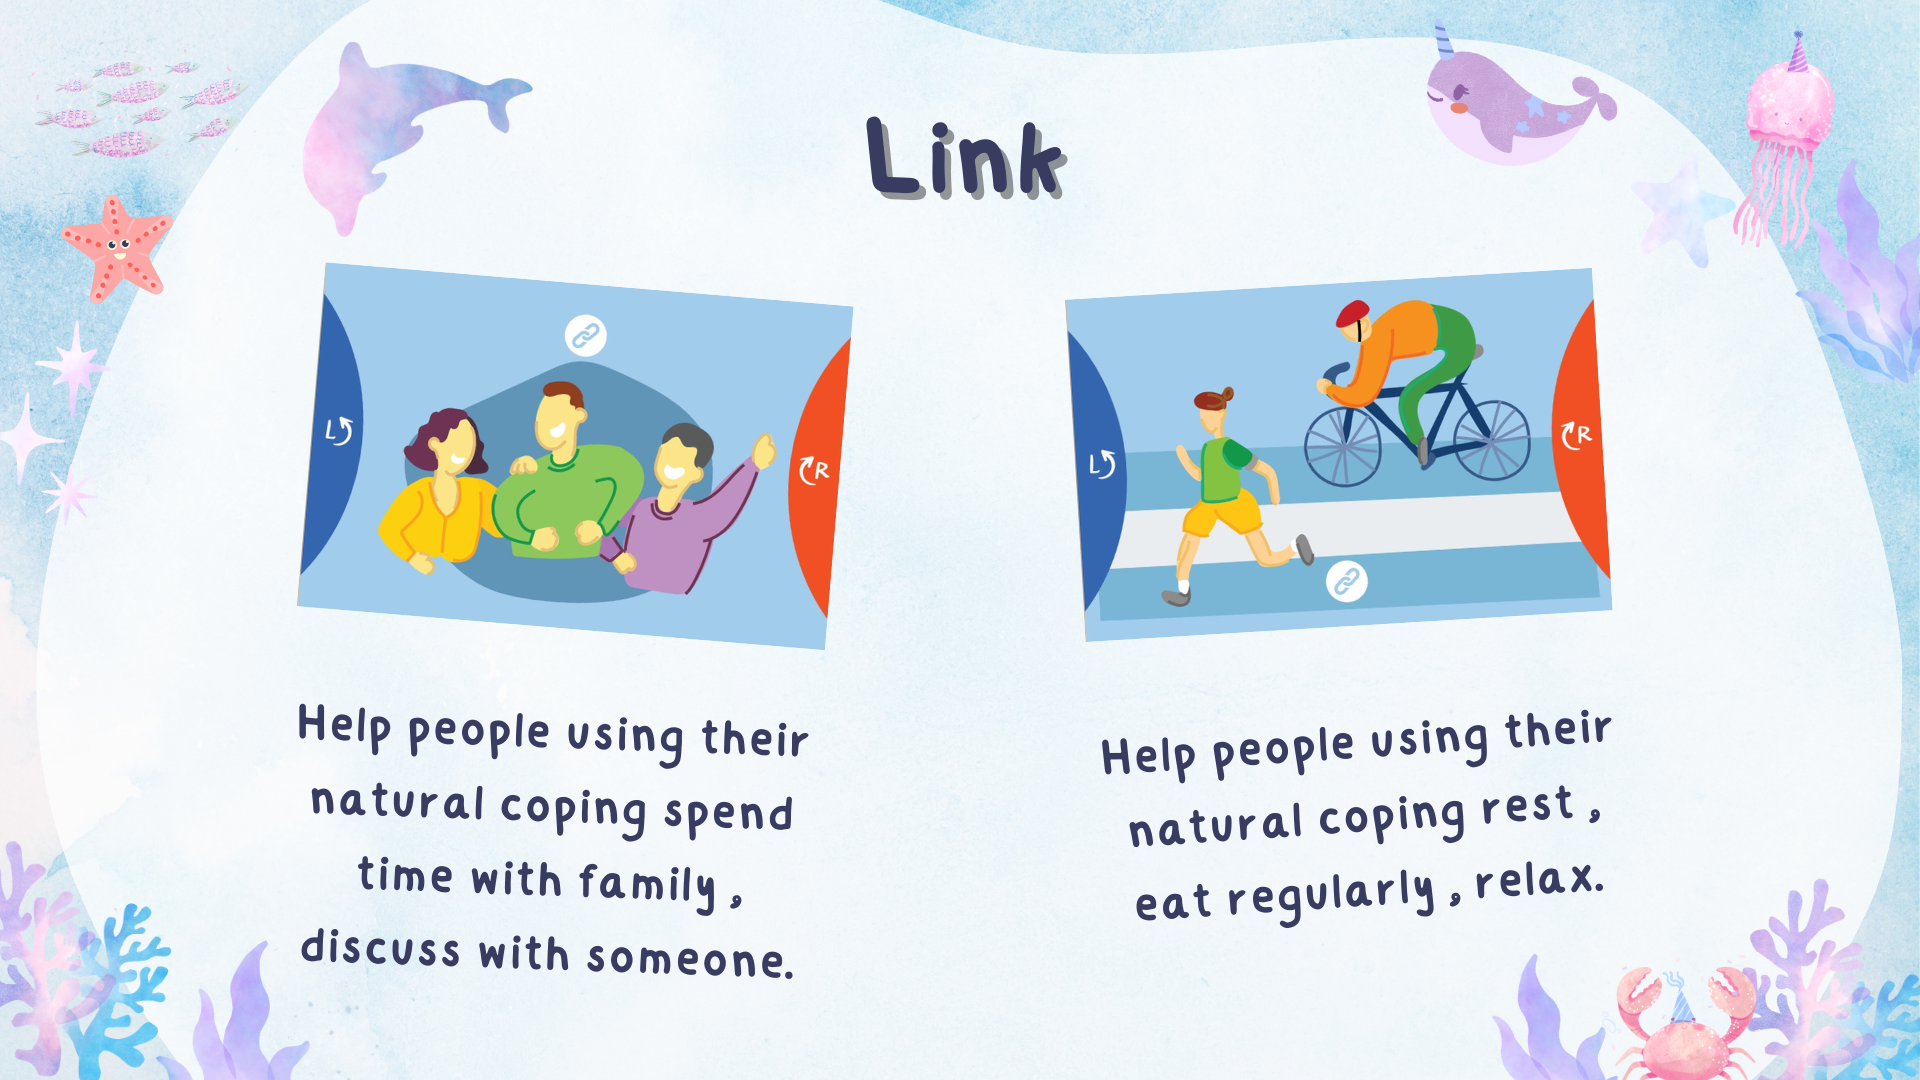 Link
L
R
L
R
Help people using their
natural coping spend
time with family ,
discuss with someone.
Help people using their
natural coping rest ,
eat regularly , relax.